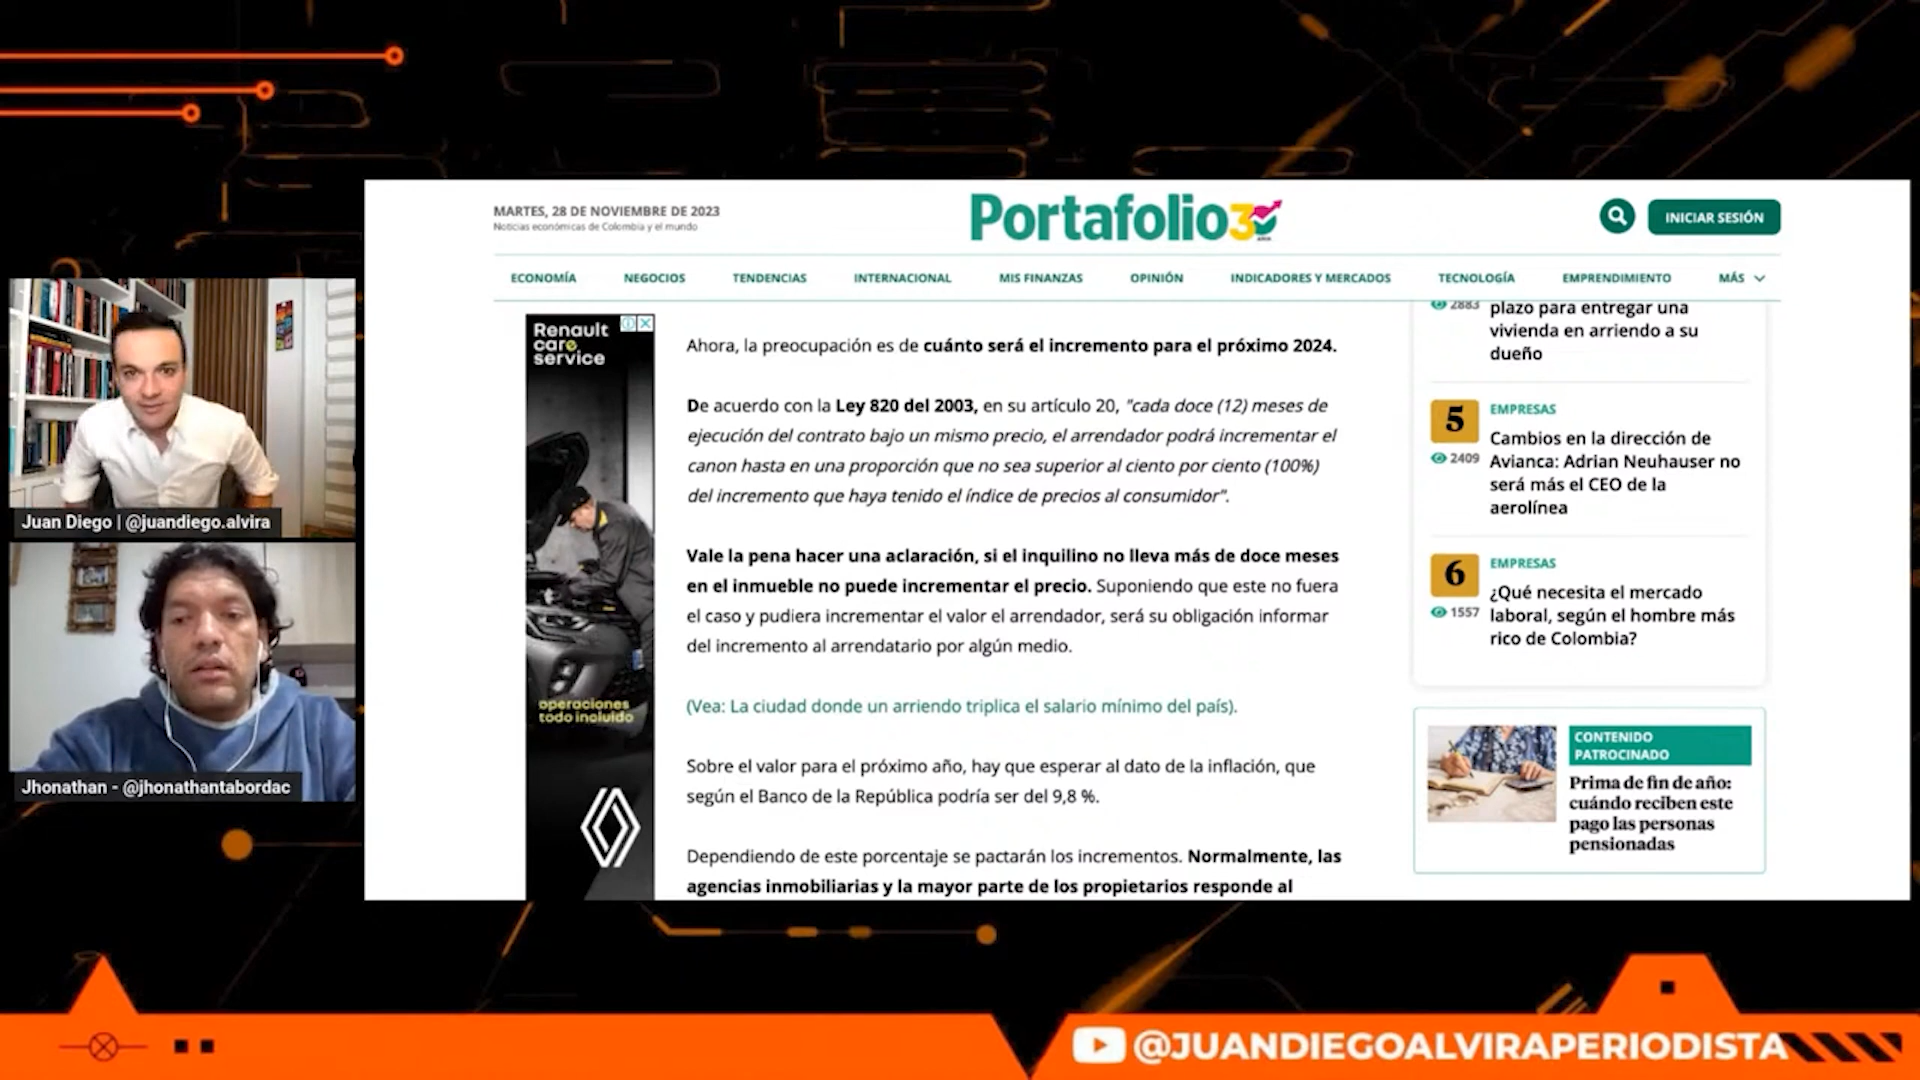 MARTES, 28 DE NOVIEMBRE DE 2023
Noticias económicas de Colombia y el mundo
Portafolio
INICIAR SESIÓN
ECONOMÍA NEGOCIOS TENDENCIAS INTERNACIONAL MIS FINANZAS OPINIÓN INDICADORES Y MERCADOS TECNOLOGÍA EMPRENDIMIENTO MÁS
Juan Diego | @juandiego.alvira
Jhonathan - @jhonathantabordac
Renault
care
service
operaciones
todo incluido
Ahora, la preocupación es de cuánto será el incremento para el próximo 2024.
De acuerdo con la Ley 820 del 2003, en su artículo 20, "cada doce (12) meses de
ejecución del contrato bajo un mismo precio, el arrendador podrá incrementar el
canon hasta en una proporción que no sea superior al ciento por ciento (100%)
del incremento que haya tenido el índice de precios al consumidor".
Vale la pena hacer una aclaración, si el inquilino no lleva más de doce meses
en el inmueble no puede incrementar el precio. Suponiendo que este no fuera
el caso y pudiera incrementar el valor el arrendador, será su obligación informar
del incremento al arrendatario por algún medio.
(Vea: La ciudad donde un arriendo triplica el salario mínimo del país).
Sobre el valor para el próximo año, hay que esperar al dato de la inflación, que
según el Banco de la República podría ser del 9,8 %.
Dependiendo de este porcentaje se pactarán los incrementos. Normalmente, las
agencias inmobiliarias y la mayor parte de los propietarios responde al
2883
plazo para entregar una
vivienda en arriendo a su
dueño
5
2409
EMPRESAS
Cambios en la dirección de
Avianca: Adrian Neuhauser no
será más el CEO de la
aerolínea
6
1557
EMPRESAS
¿Qué necesita el mercado
laboral, según el hombre más
rico de Colombia?
CONTENIDO
PATROCINADO
Prima de fin de año:
cuándo reciben este
pago las personas
pensionadas
@JUANDIEGOALVIRAPERIODISTA